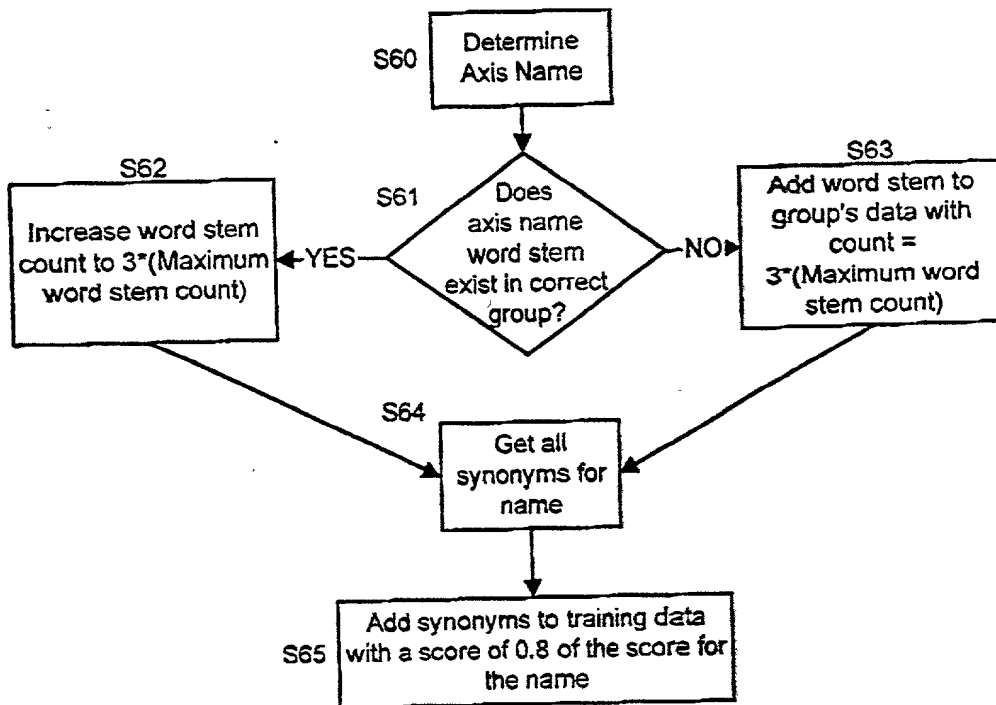 S60
Determine
Axis Name
S61
Does
axis name
word stem
exist in correct
group?
YES
NO
S62
Increase word stem
count to 3*(Maximum
word stem count)
S63
Add word stem to
group's data with
count =
3*(Maximum word
stem count)
S64
Get all
synonyms for
name
S65
Add synonyms to training data
with a score of 0.8 of the score for
the name